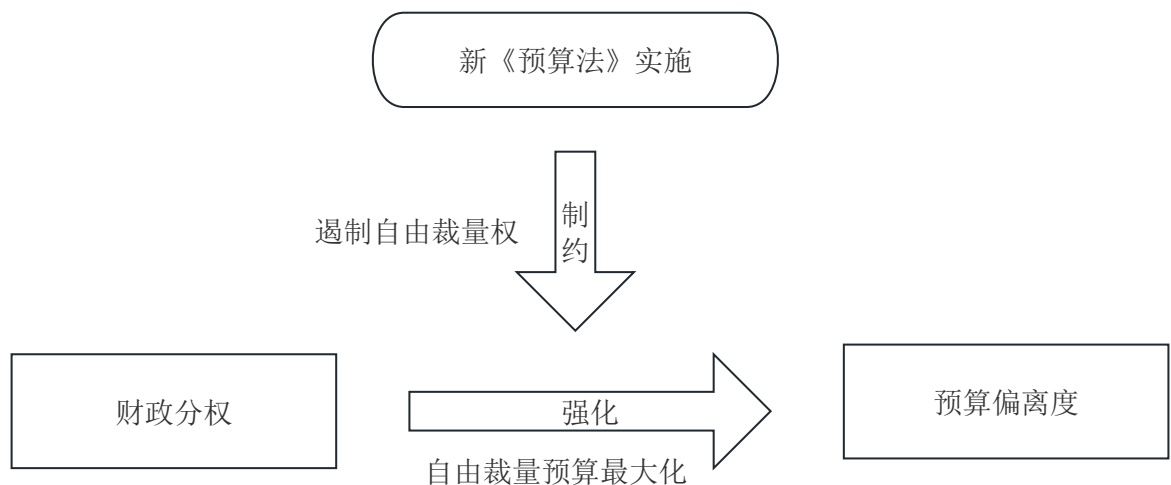 新《预算法》实施
遏制自由裁量权
制
约
财政分权
强化
预算偏离度
自由裁量预算最大化